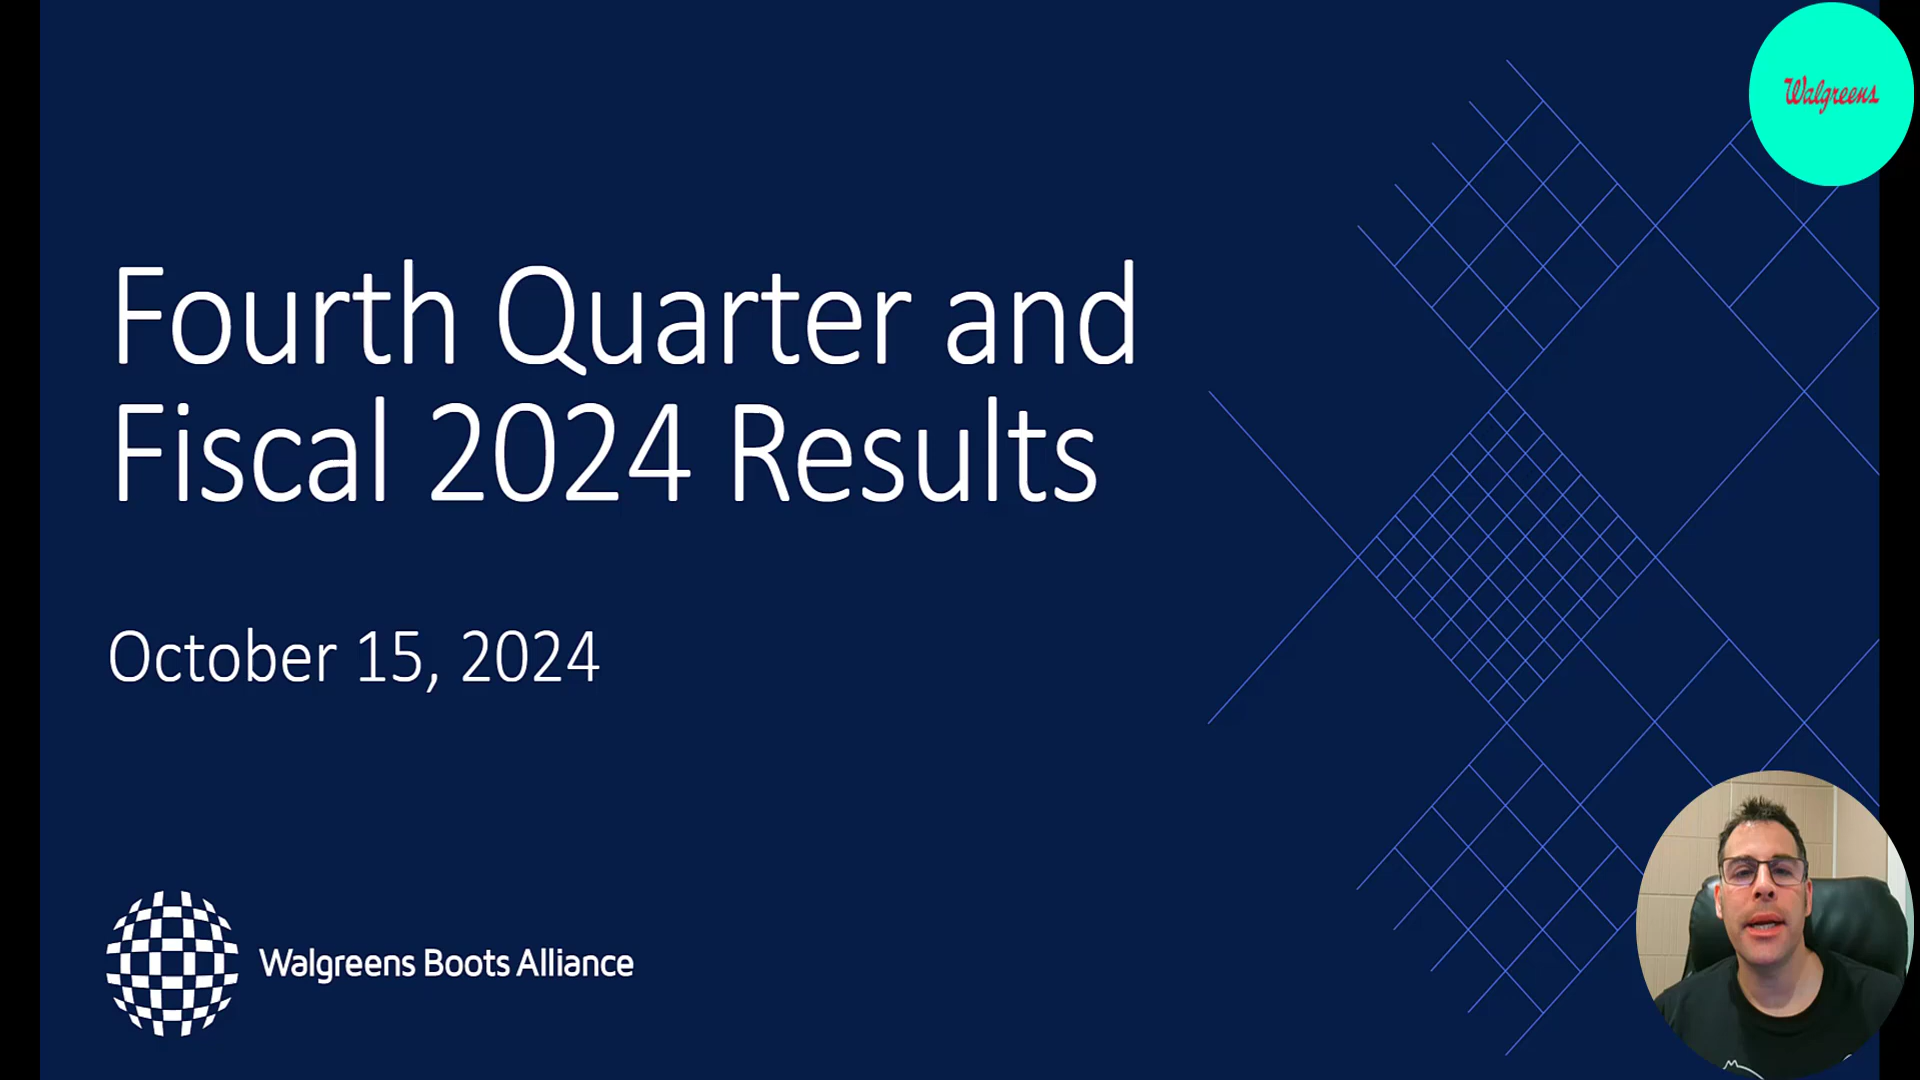 Walgreens
Fourth Quarter and
Fiscal 2024 Results
October 15, 2024
Walgreens Boots Alliance